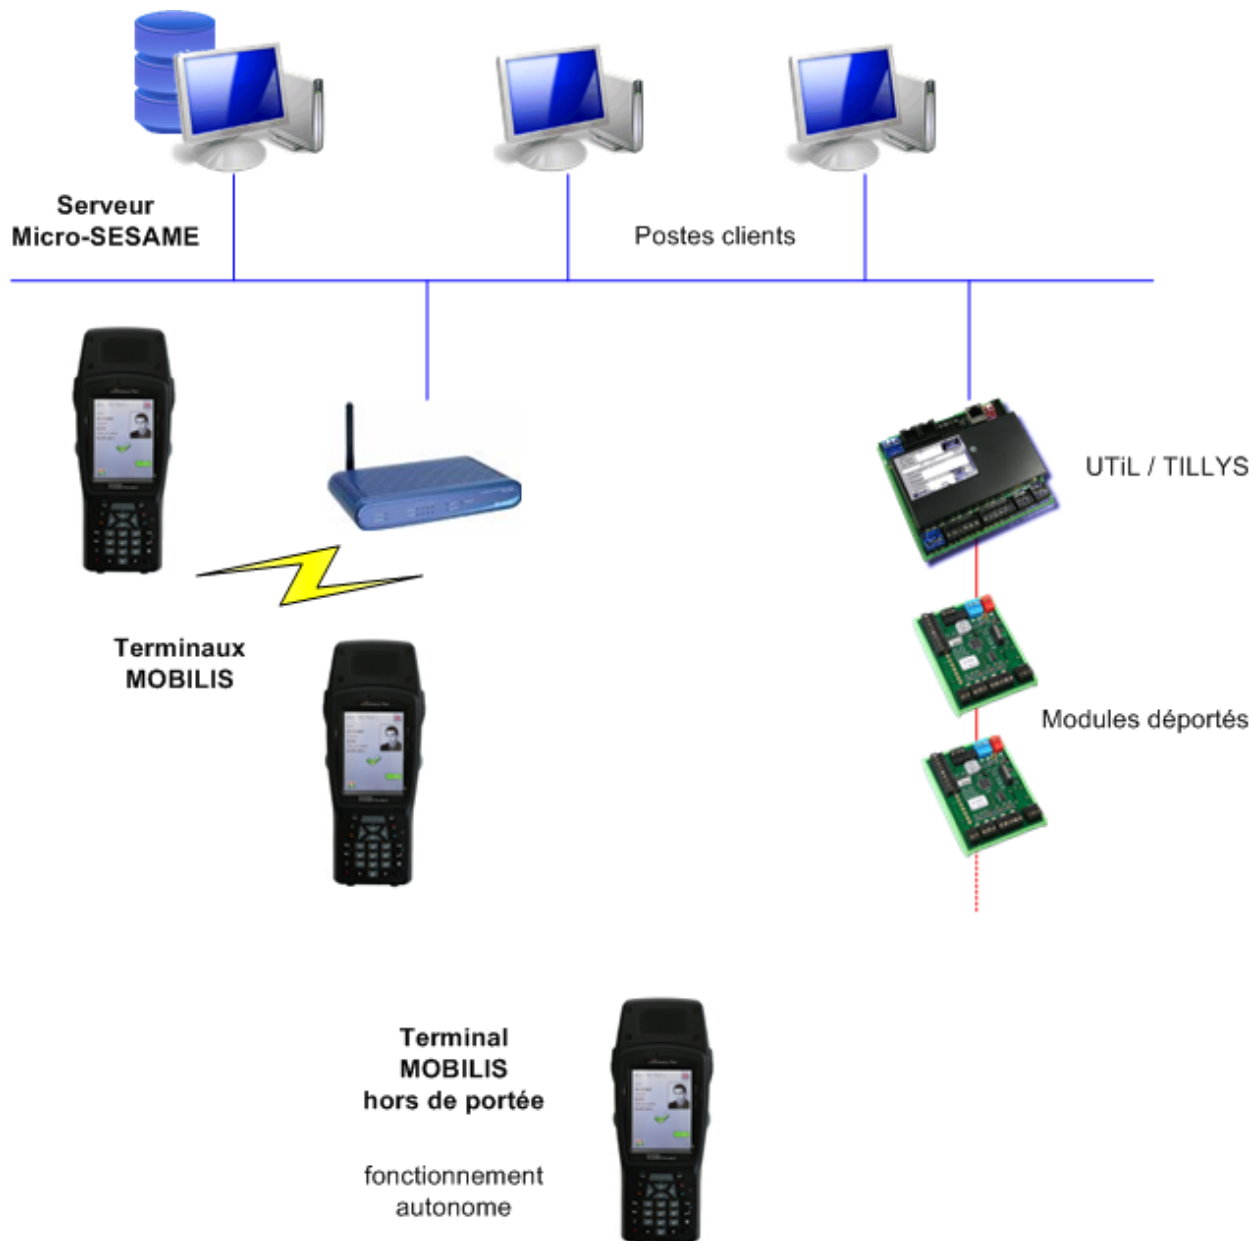 Serveur
Micro-SESAME
Postes clients
UTiL / TILLYS
Terminaux
MOBILIS
Modules déportés
Terminal
MOBILIS
hors de portée
fonctionnement
autonome